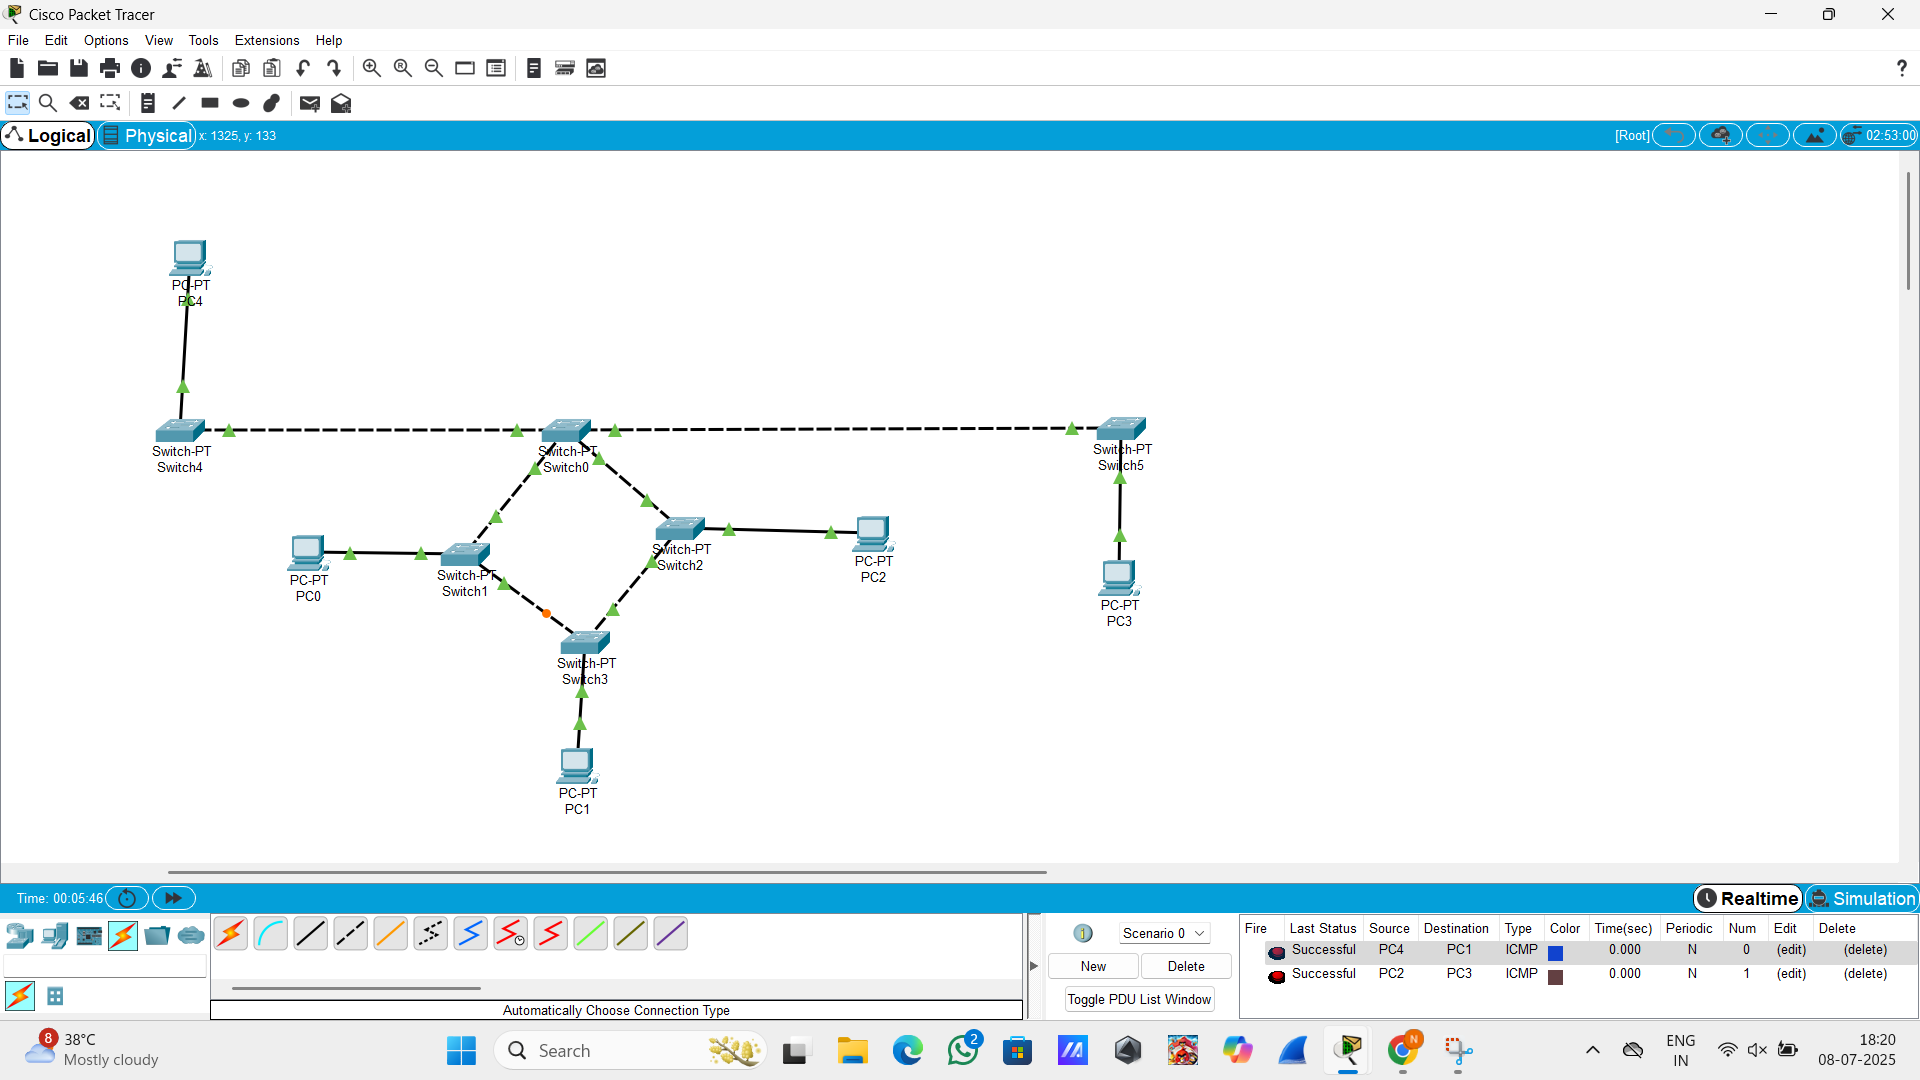 Cisco Packet Tracer
File Edit Options View Tools Extensions Help
?
Logical Physical x: 1325, y: 133 [Root] 02:53:00
PC-PT
PC4
Switch-PT
Switch4
Switch-PT
Switch0
Switch-PT
Switch5
Switch-PT
Switch2
PC-PT
PC2
PC-PT
PC0
Switch-PT
Switch1
PC-PT
PC3
Switch-PT
Switch3
PC-PT
PC1
Time: 00:05:46 Realtime Simulation
Automatically Choose Connection Type
Scenario 0
New Delete
Toggle PDU List Window
Fire Last Status Source Destination Type Color Time(sec) Periodic Num Edit Delete
Successful PC4 PC1 ICMP 0.000 N 0 (edit) (delete)
Successful PC2 PC3 ICMP 0.000 N 1 (edit) (delete)
8 38°C
Mostly cloudy
Search
2
N
ENG
IN
18:20
08-07-2025